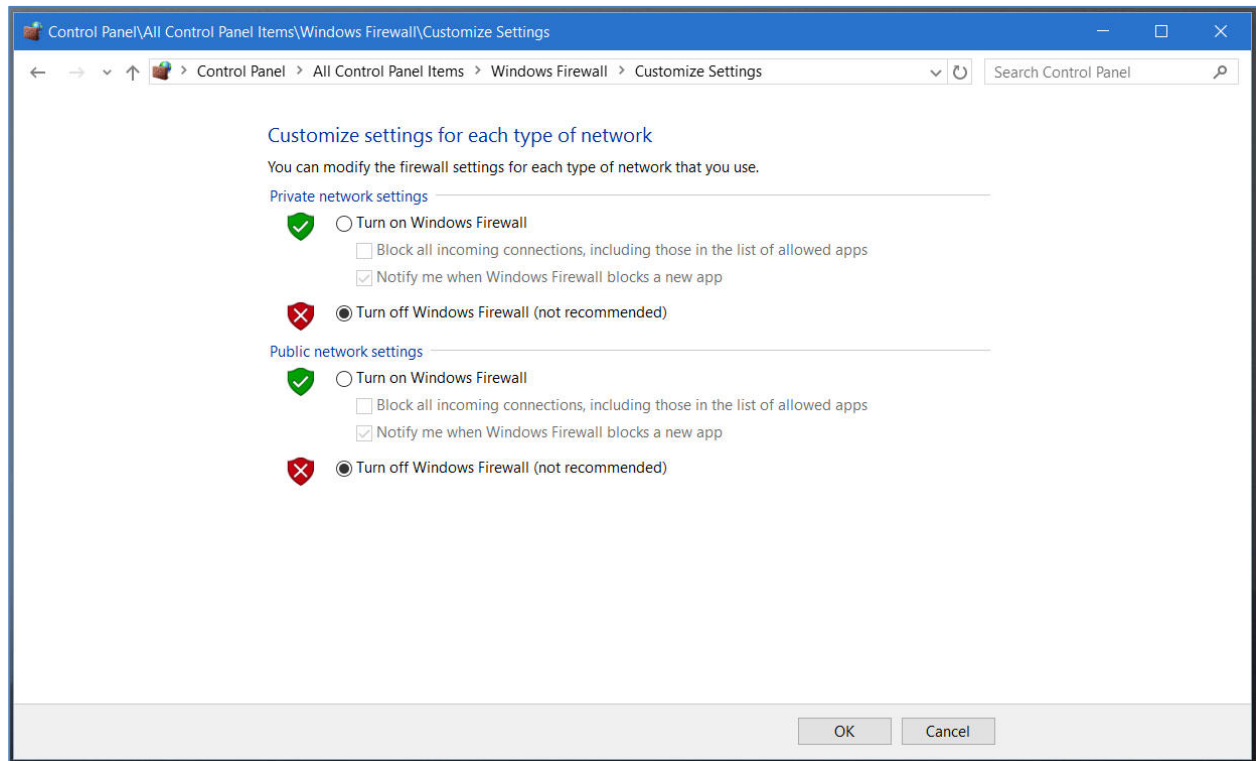 Control Panel\All Control Panel Items\Windows Firewall\Customize Settings
Control Panel > All Control Panel Items > Windows Firewall > Customize Settings
Search Control Panel
Customize settings for each type of network
You can modify the firewall settings for each type of network that you use.
Private network settings
Turn on Windows Firewall
Block all incoming connections, including those in the list of allowed apps
Notify me when Windows Firewall blocks a new app
Turn off Windows Firewall (not recommended)
Public network settings
Turn on Windows Firewall
Block all incoming connections, including those in the list of allowed apps
Notify me when Windows Firewall blocks a new app
Turn off Windows Firewall (not recommended)
OK
Cancel